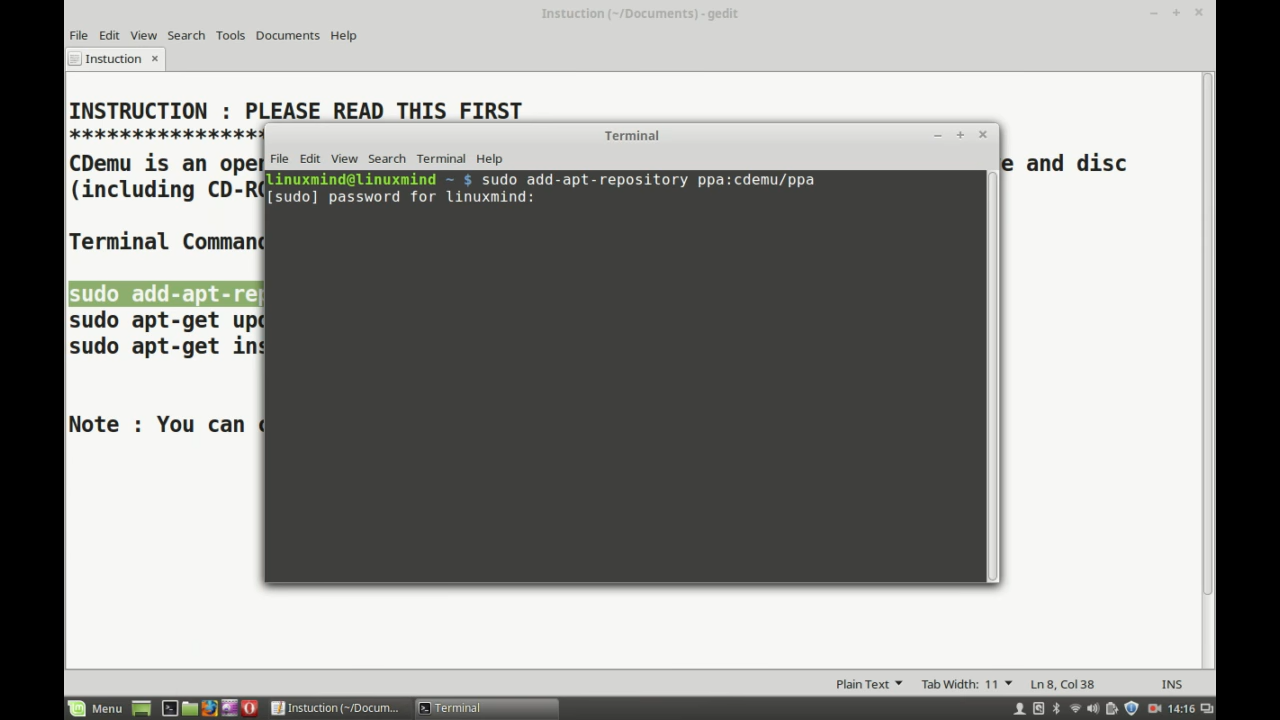 Instuction (~/Documents) - gedit
File Edit View Search Tools Documents Help
Instuction
INSTRUCTION : PLEASE READ THIS FIRST
Terminal
File Edit View Search Terminal Help
CDemu is an ope
e and disc
(including CD-R
linuxmind@linuxmind ~ $ sudo add-apt-repository ppa:cdemu/ppa
[sudo] password for linuxmind:
Terminal Comman
sudo add-apt-rep
sudo apt-get up
sudo apt-get ins
Note : You can
Plain Text Tab Width: 11 Ln 8, Col 38 INS
Menu Instuction (~/Docum... Terminal 14:16